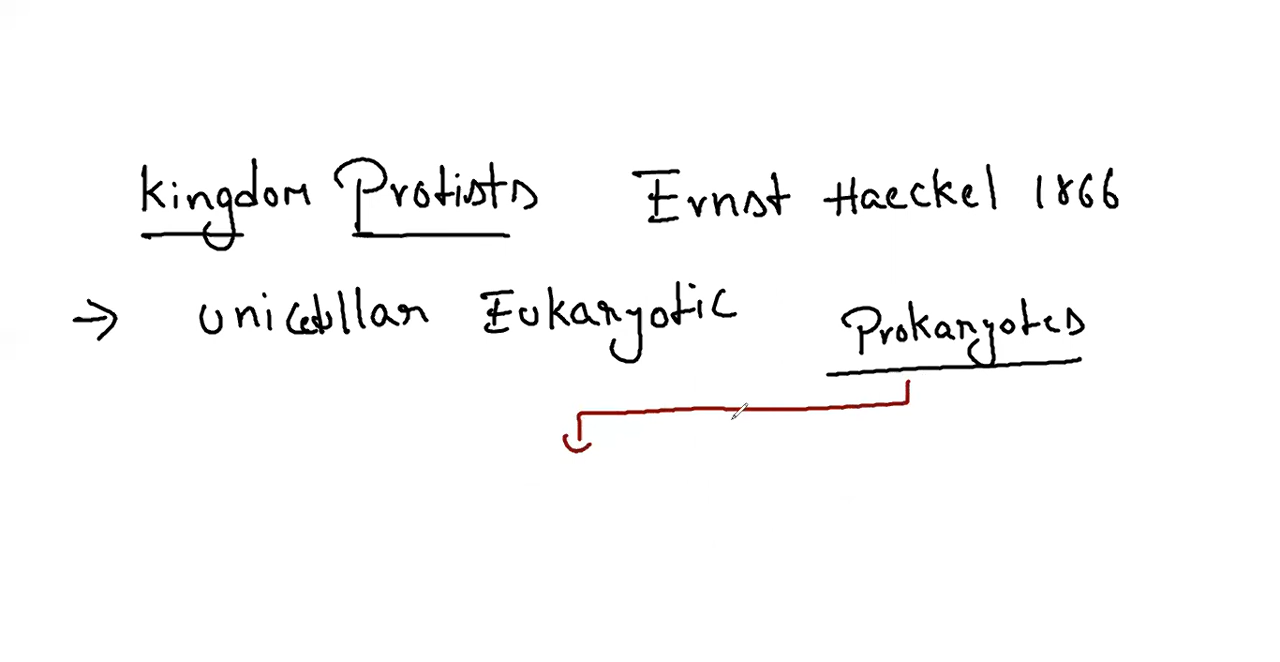 Kingdom Protists Ernst Haeckel 1866
→ unicellular Eukaryotic Prokaryotes